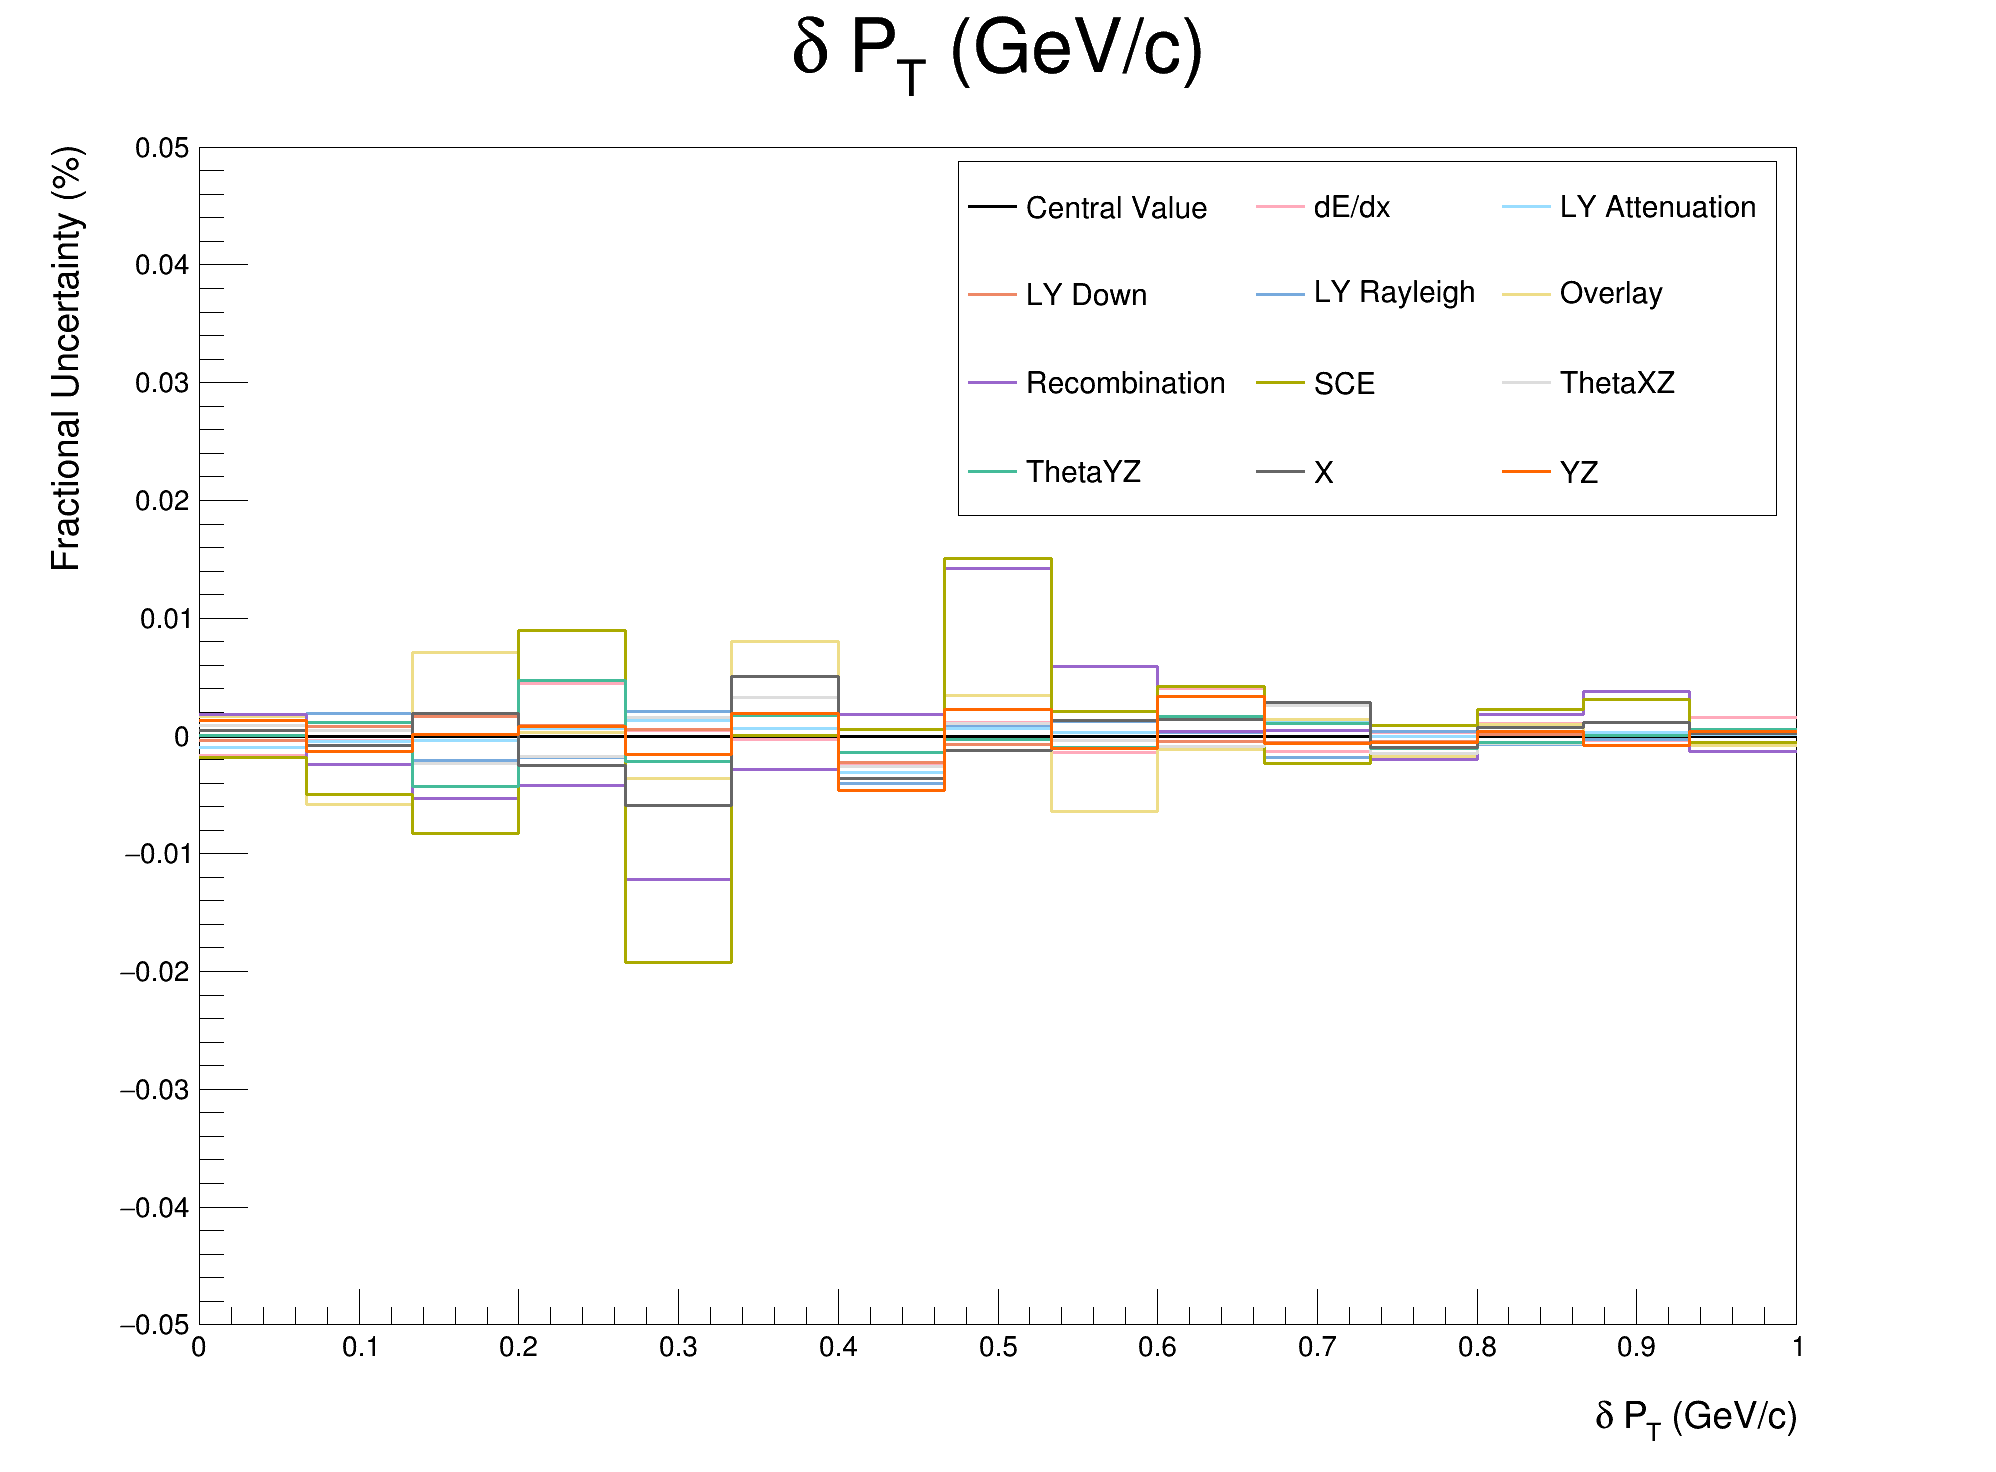 δ P_T (GeV/c)
Fractional Uncertainty (%)
0.05
0.04
0.03
0.02
0.01
0
−0.01
−0.02
−0.03
−0.04
−0.05
Central Value
dE/dx
LY Attenuation
LY Down
LY Rayleigh
Overlay
Recombination
SCE
ThetaXZ
ThetaYZ
X
YZ
0 0.1 0.2 0.3 0.4 0.5 0.6 0.7 0.8 0.9 1
δ P_T (GeV/c)